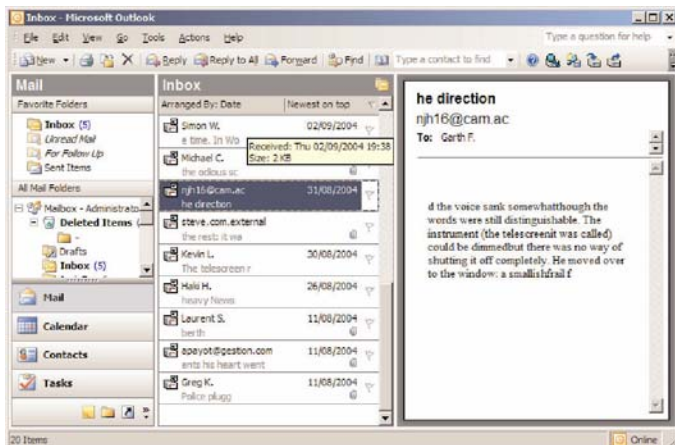 Inbox - Microsoft Outlook
File Edit View Go Tools Actions Help
Type a question for help
New Reply Reply to All Forward Find Type a contact to find
Mail
Favorite Folders
Inbox (5)
Unread Mail
For Follow Up
Sent Items
All Mail Folders
Mailbox - Administrato
Deleted Items (
-
Drafts
Inbox (5)
Mail
Calendar
Contacts
Tasks
Inbox
Arranged By: Date Newest on top
Simon W. 02/09/2004
e time. In Wo
Received: Thu 02/09/2004 19:38
Size: 2 KB
Michael C.
the odious sc
njh16@cam.ac 31/08/2004
he direction
steve.com.external
the rest: it wa
Kevin L. 30/08/2004
The telescreen r
Haki H. 26/08/2004
heavy News
Laurent S. 11/08/2004
berth
apayot@gestion.com 11/08/2004
ents his heart went
Greg K. 11/08/2004
Police plugg
he direction
njh16@cam.ac
To: Garth F.
d the voice sank somewhatthough the
words were still distinguishable. The
instrument (the telescreenit was called)
could be dimmedbut there was no way of
shutting it off completely. He moved over
to the window: a smallishfrail f
20 Items
Online